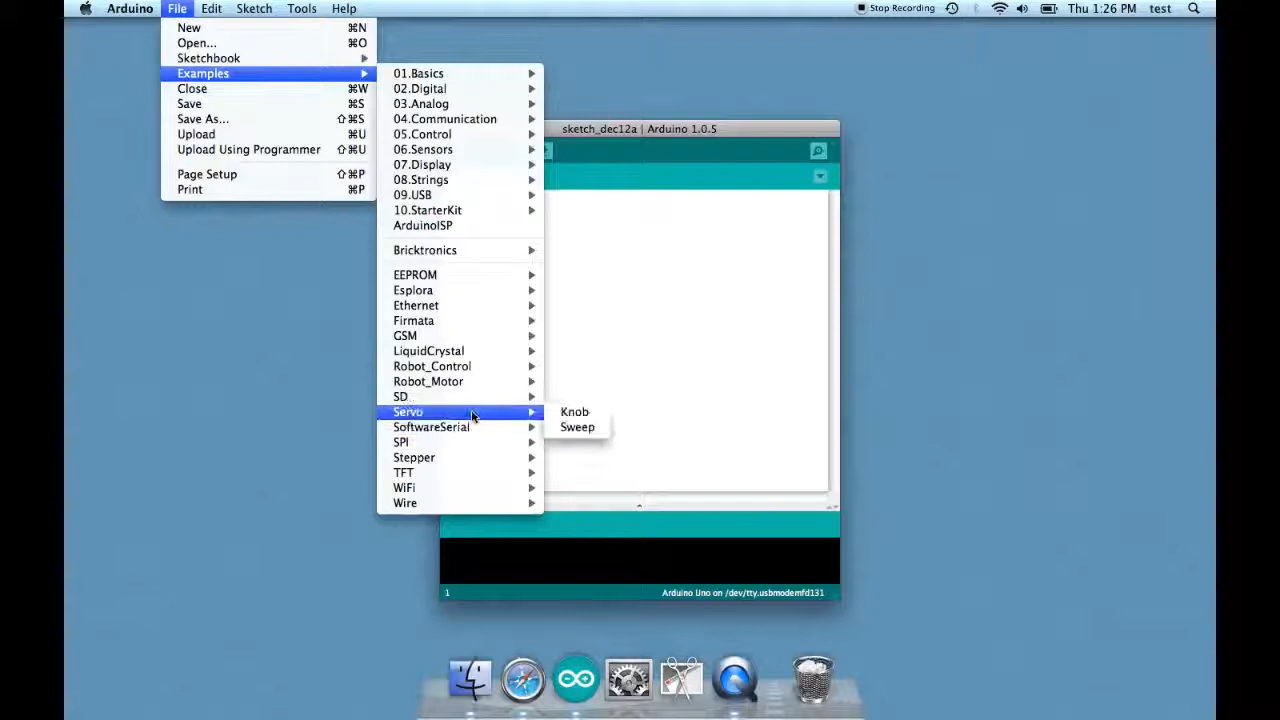 Arduino File Edit Sketch Tools Help Stop Recording Thu 1:26 PM test
New ⌘N
Open... ⌘O
Sketchbook
Examples
Close ⌘W
Save ⌘S
Save As... ⇧⌘S
Upload ⌘U
Upload Using Programmer ⇧⌘U
Page Setup ⇧⌘P
Print ⌘P
01.Basics
02.Digital
03.Analog
04.Communication
05.Control
06.Sensors
07.Display
08.Strings
09.USB
10.StarterKit
ArduinoISP
Bricktronics
EEPROM
Esplora
Ethernet
Firmata
GSM
LiquidCrystal
Robot_Control
Robot_Motor
SD
Servo
SoftwareSerial
SPI
Stepper
TFT
WiFi
Wire
Knob
Sweep
sketch_dec12a | Arduino 1.0.5
1 Arduino Uno on /dev/tty.usbmodemfd131